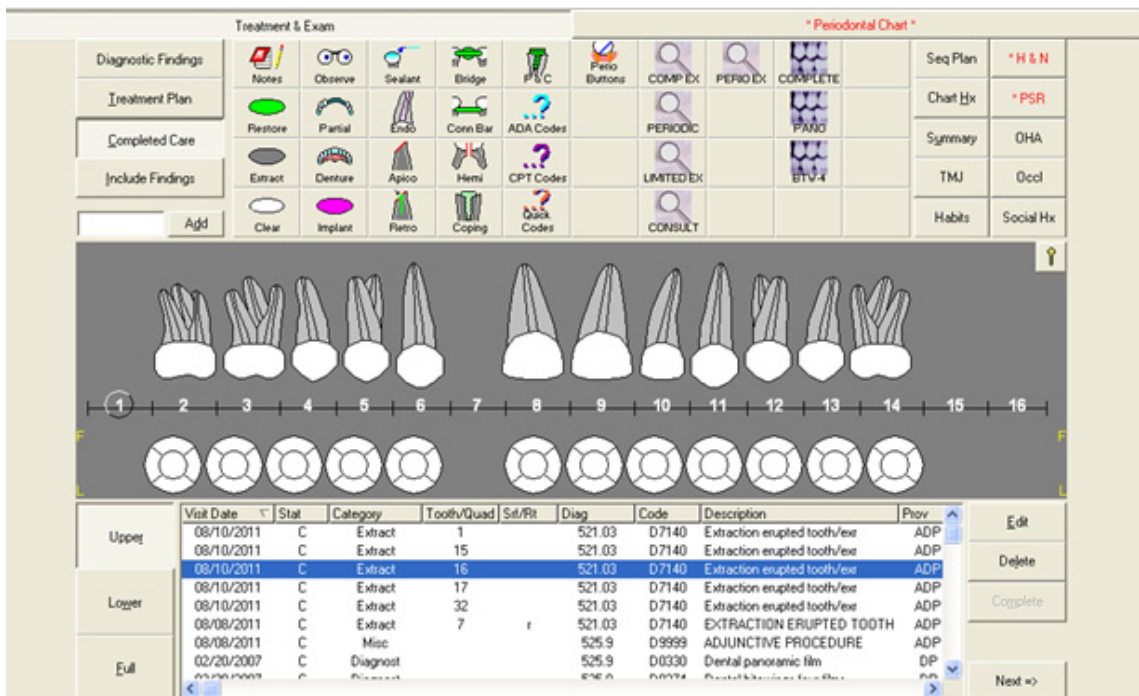 Treatment & Exam * Periodontal Chart *
Diagnostic Findings Notes Observe Sealant Bridge P & C Perio Buttons COMP EX PERIO EX COMPLETE Seq Plan * H & N
Treatment Plan Restore Partial Endo Conn Bar ADA Codes PERIODIC PANO Chart Hx * PSR
Completed Care Extract Denture Apico Hemi CPT Codes LIMITED EX BTW-4 Summary OHA
Include Findings TMJ Occl
Add Clear Implant Retro Coping Quick Codes CONSULT Habits Social Hx
1 2 3 4 5 6 7 8 9 10 11 12 13 14 15 16
F F
L L
Visit Date Stat Category Tooth/Quad Srf/Rt Diag Code Description Prov
08/10/2011 C Extract 1 521.03 D7140 Extraction erupted tooth/exr ADP
08/10/2011 C Extract 15 521.03 D7140 Extraction erupted tooth/exr ADP
08/10/2011 C Extract 16 521.03 D7140 Extraction erupted tooth/exr ADP
08/10/2011 C Extract 17 521.03 D7140 Extraction erupted tooth/exr ADP
08/10/2011 C Extract 32 521.03 D7140 Extraction erupted tooth/exr ADP
08/08/2011 C Extract 7 r 521.03 D7140 EXTRACTION ERUPTED TOOTH ADP
08/08/2011 C Misc 525.9 D9999 ADJUNCTIVE PROCEDURE ADP
02/20/2007 C Diagnost 525.9 D0330 Dental panoramic film DP
Upper
Lower
Full
Edit
Delete
Complete
Next =>